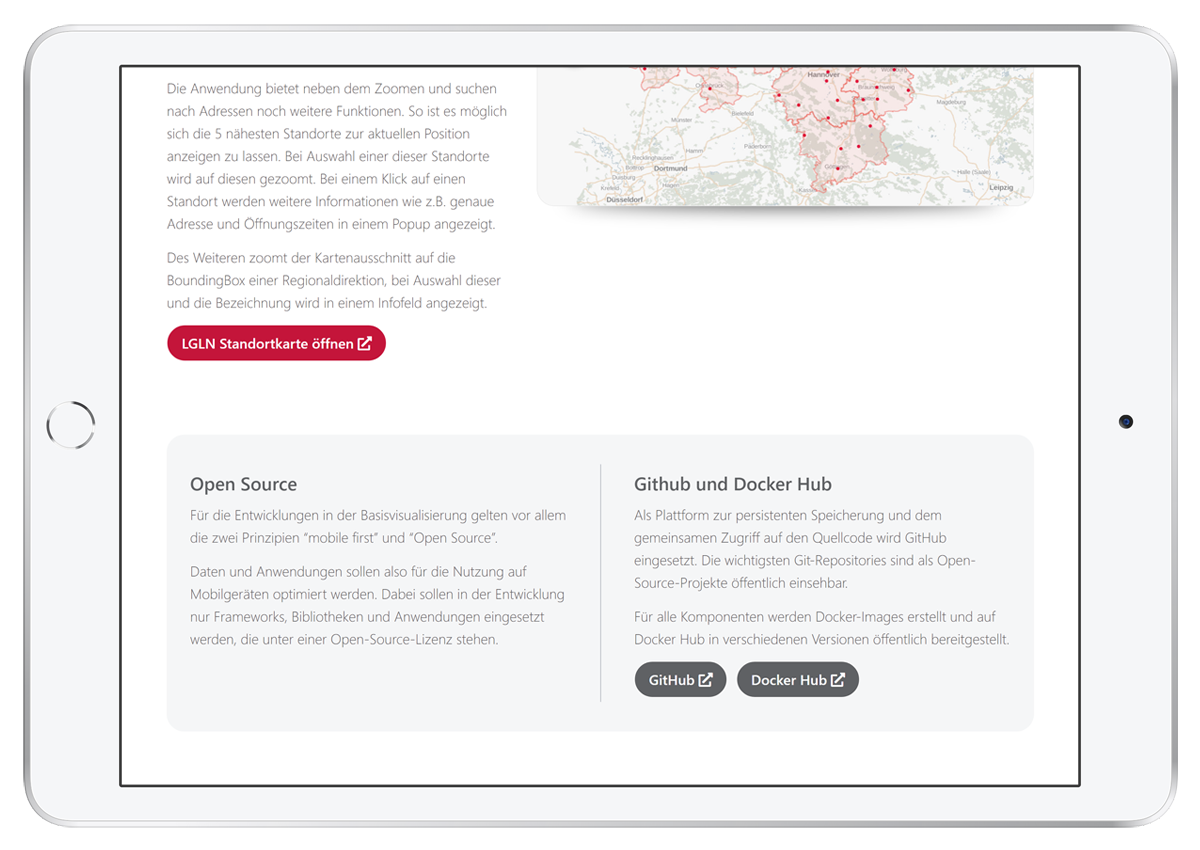 Die Anwendung bietet neben dem Zoomen und suchen
nach Adressen noch weitere Funktionen. So ist es möglich
sich die 5 nähesten Standorte zur aktuellen Position
anzeigen zu lassen. Bei Auswahl einer dieser Standorte
wird auf diesen gezoomt. Bei einem Klick auf einen
Standort werden weitere Informationen wie z.B. genaue
Adresse und Öffnungszeiten in einem Popup angezeigt.
Des Weiteren zoomt der Kartenausschnitt auf die
BoundingBox einer Regionaldirektion, bei Auswahl dieser
und die Bezeichnung wird in einem Infofeld angezeigt.
LGLN Standortkarte öffnen
Hannover
Magdeburg
Münster
Bielefeld
Paderborn
Hamm
Recklinghausen
Dortmund
Duisburg
Hagen
Krefeld
Düsseldorf
Halle (Saale)
Leipzig
Open Source
Für die Entwicklungen in der Basisvisualisierung gelten vor allem
die zwei Prinzipien “mobile first” und “Open Source”.
Daten und Anwendungen sollen also für die Nutzung auf
Mobilgeräten optimiert werden. Dabei sollen in der Entwicklung
nur Frameworks, Bibliotheken und Anwendungen eingesetzt
werden, die unter einer Open-Source-Lizenz stehen.
Github und Docker Hub
Als Plattform zur persistenten Speicherung und dem
gemeinsamen Zugriff auf den Quellcode wird GitHub
eingesetzt. Die wichtigsten Git-Repositories sind als Open-
Source-Projekte öffentlich einsehbar.
Für alle Komponenten werden Docker-Images erstellt und auf
Docker Hub in verschiedenen Versionen öffentlich bereitgestellt.
GitHub
Docker Hub